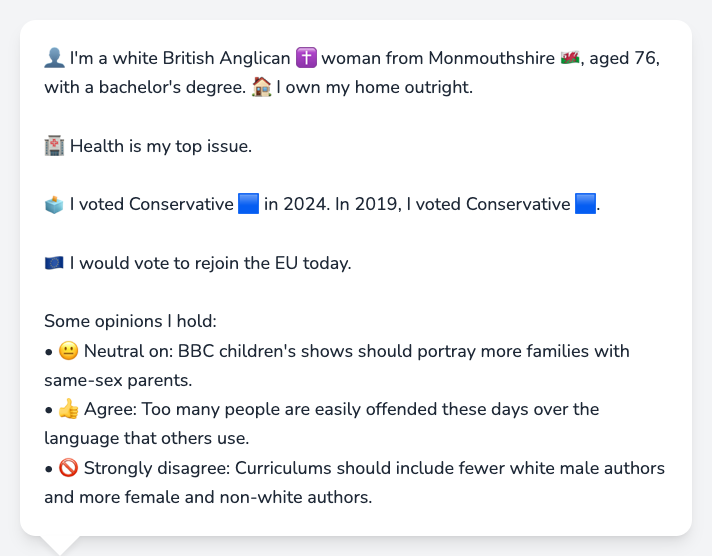 👤 I'm a white British Anglican ✝️ woman from Monmouthshire 🏴󠁧󠁢󠁷󠁬󠁳󠁿, aged 76,
with a bachelor's degree. 🏠 I own my home outright.
🏥 Health is my top issue.
🗳️ I voted Conservative 🟦 in 2024. In 2019, I voted Conservative 🟦.
🇪🇺 I would vote to rejoin the EU today.
Some opinions I hold:
• 😐 Neutral on: BBC children's shows should portray more families with
same-sex parents.
• 👍 Agree: Too many people are easily offended these days over the
language that others use.
• 🚫 Strongly disagree: Curriculums should include fewer white male authors
and more female and non-white authors.